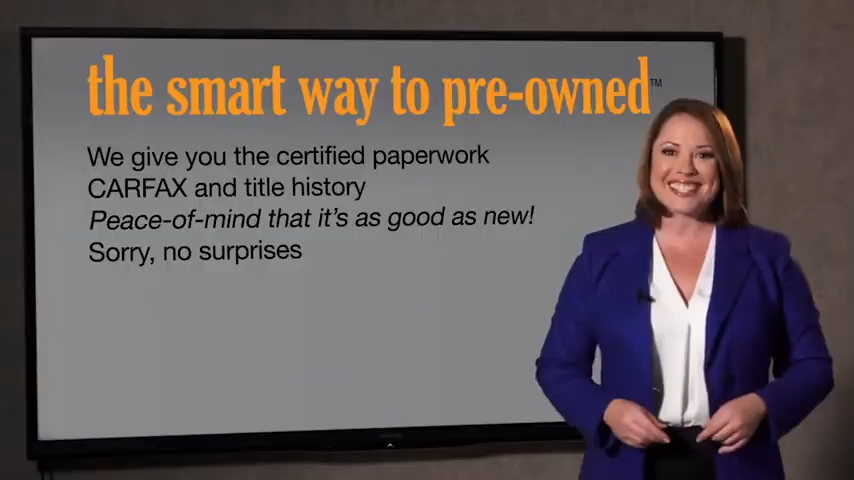 the smart way to pre-owned™
We give you the certified paperwork
CARFAX and title history
Peace-of-mind that it's as good as new!
Sorry, no surprises